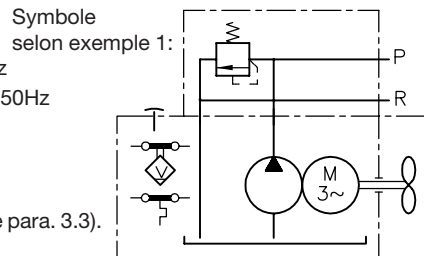 Symbole
selon exemple 1:
z
50Hz
P
R
M
3~
V
e para. 3.3).